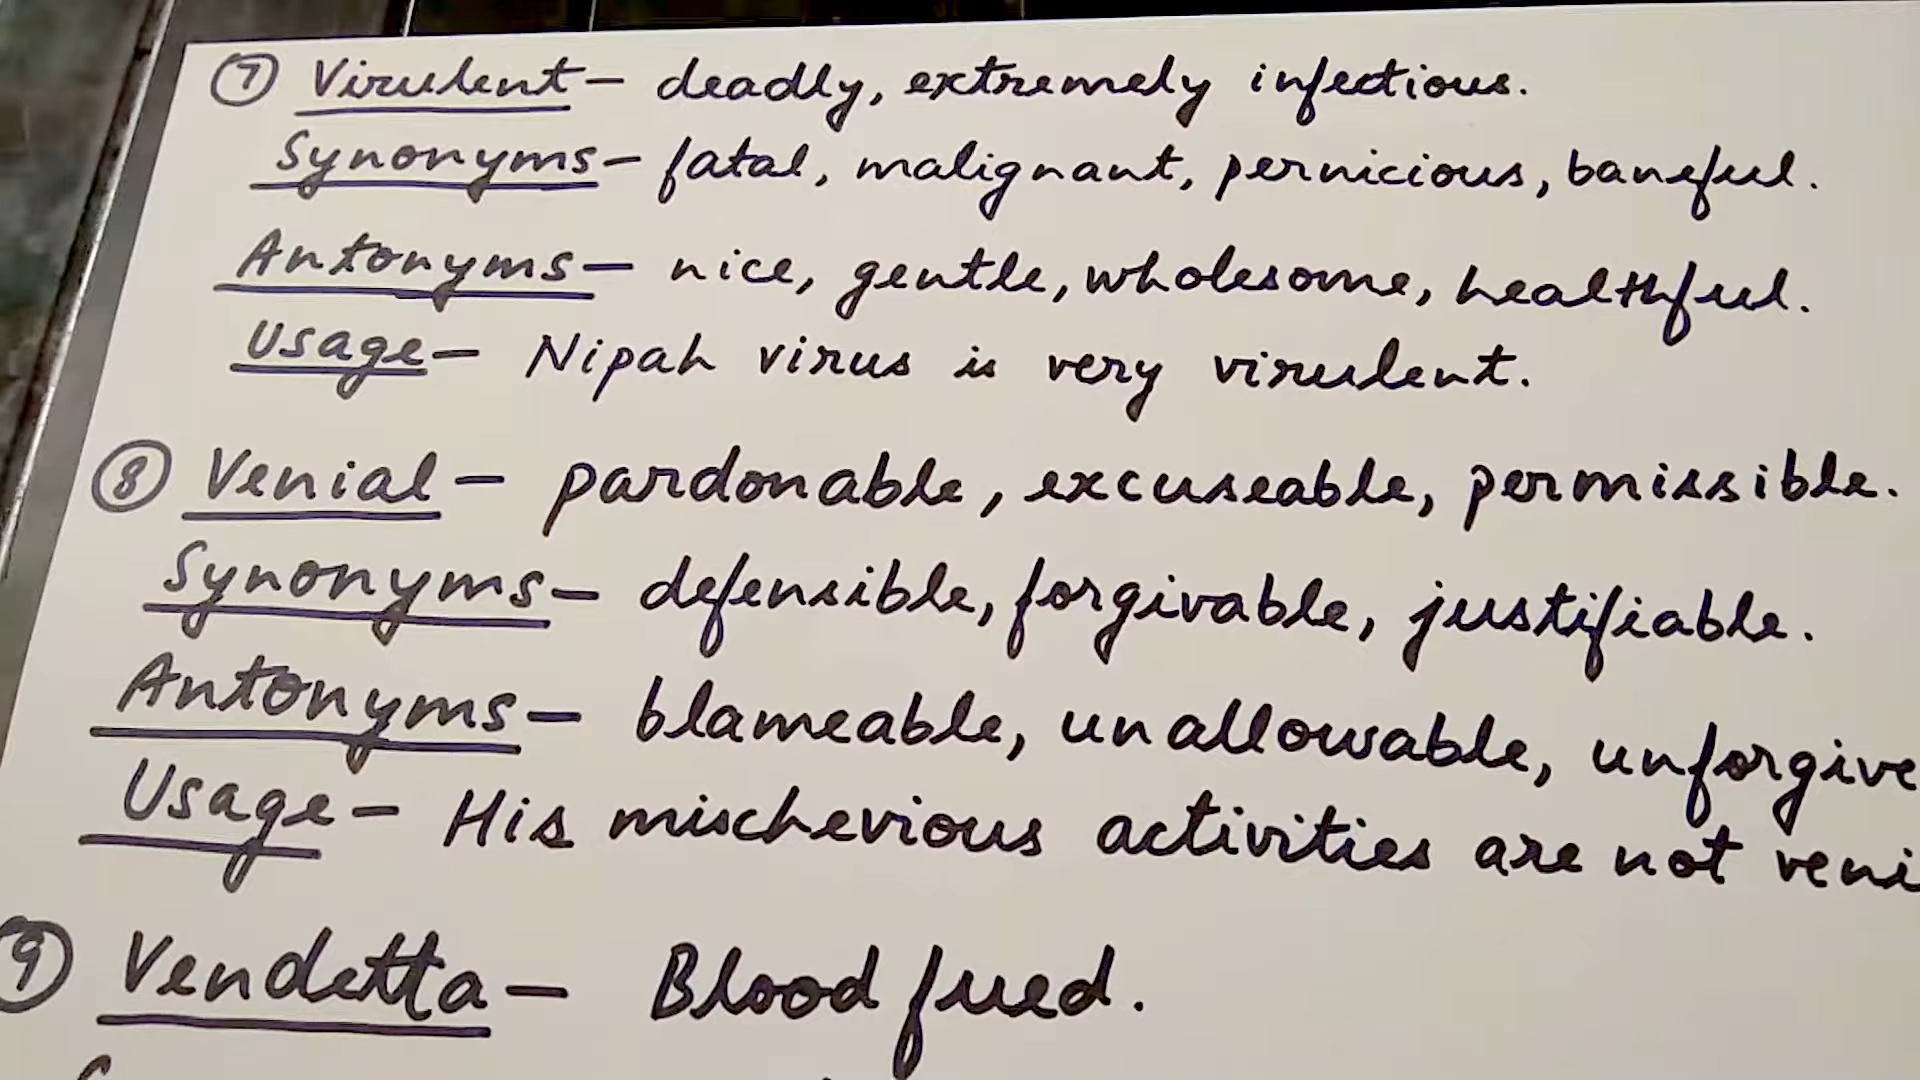 7 Virulent - deadly, extremely infectious.
Synonyms - fatal, malignant, pernicious, baneful.
Antonyms - nice, gentle, wholesome, healthful.
Usage - Nipah virus is very virulent.
8 Venial - pardonable, excuseable, permissible.
Synonyms - defensible, forgivable, justifiable.
Antonyms - blameable, unallowable, unforgive
Usage - His mischevious activities are not veni
9 Vendetta - Blood fued.